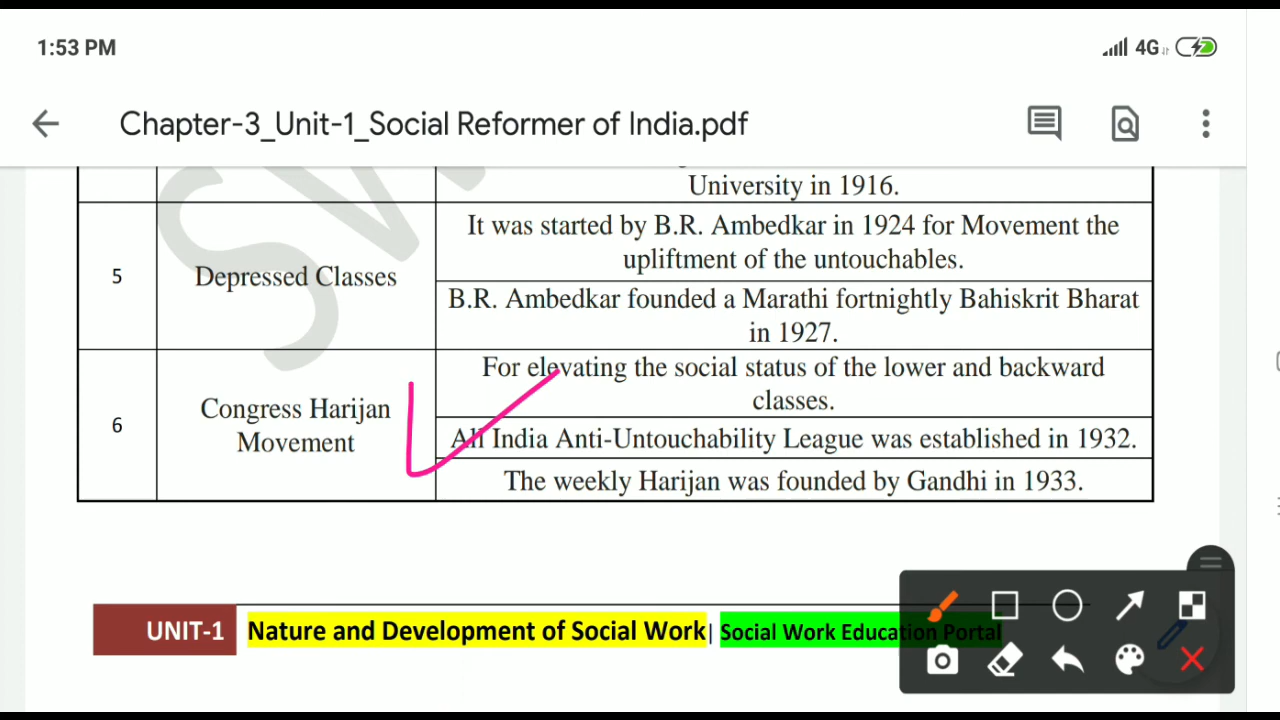 1:53 PM
4G
Chapter-3_Unit-1_Social Reformer of India.pdf
University in 1916.
5
Depressed Classes
It was started by B.R. Ambedkar in 1924 for Movement the
upliftment of the untouchables.
B.R. Ambedkar founded a Marathi fortnightly Bahiskrit Bharat
in 1927.
6
Congress Harijan
Movement
For elevating the social status of the lower and backward
classes.
All India Anti-Untouchability League was established in 1932.
The weekly Harijan was founded by Gandhi in 1933.
UNIT-1 Nature and Development of Social Work| Social Work Education Portal